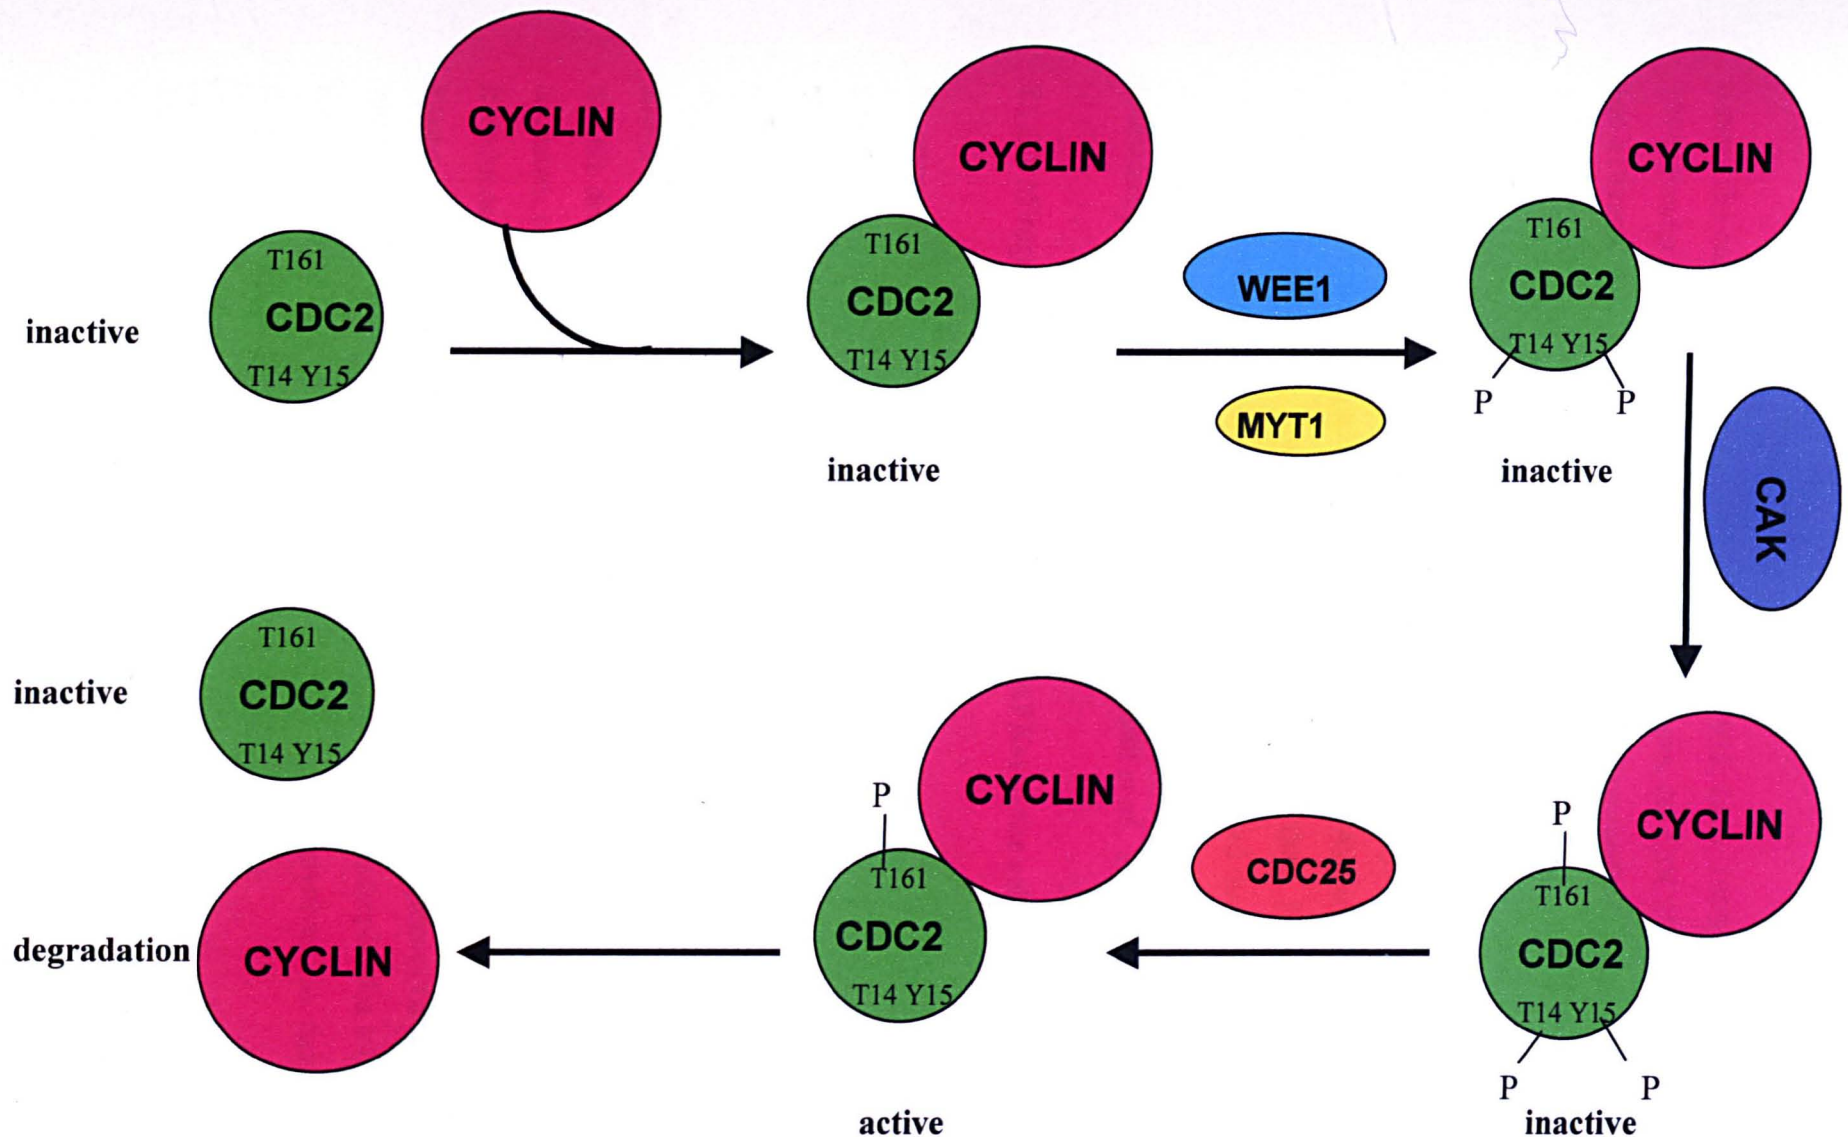 CYCLIN
T161
CDC2
T14 Y15
inactive
CYCLIN
T161
CDC2
T14 Y15
inactive
WEE1
MYT1
CYCLIN
T161
CDC2
T14 Y15
P
P
inactive
CAK
CYCLIN
P
T161
CDC2
T14 Y15
P
P
inactive
CDC25
CYCLIN
P
T161
CDC2
T14 Y15
active
T161
CDC2
T14 Y15
inactive
CYCLIN
degradation